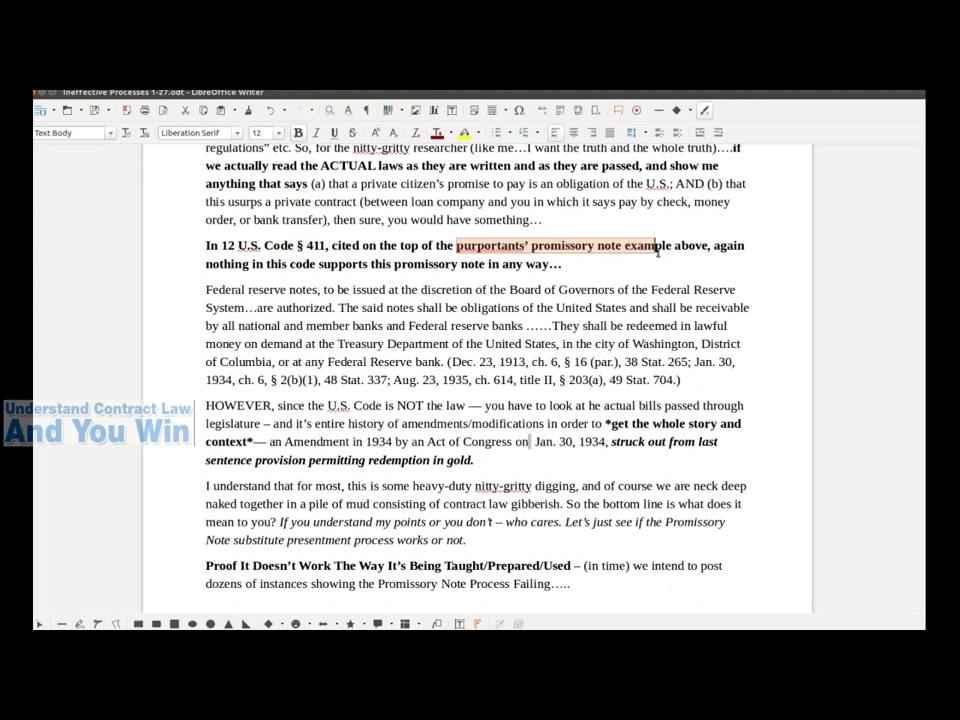 Ineffective Processes 1-27.odt - LibreOffice Writer
Text Body
Liberation Serif
12
regulations” etc. So, for the nitty-gritty researcher (like me…I want the truth and the whole truth)….if
we actually read the ACTUAL laws as they are written and as they are passed, and show me
anything that says (a) that a private citizen’s promise to pay is an obligation of the U.S.; AND (b) that
this usurps a private contract (between loan company and you in which it says pay by check, money
order, or bank transfer), then sure, you would have something…
In 12 U.S. Code § 411, cited on the top of the purportants’ promissory note example above, again
nothing in this code supports this promissory note in any way…
Federal reserve notes, to be issued at the discretion of the Board of Governors of the Federal Reserve
System…are authorized. The said notes shall be obligations of the United States and shall be receivable
by all national and member banks and Federal reserve banks ……They shall be redeemed in lawful
money on demand at the Treasury Department of the United States, in the city of Washington, District
of Columbia, or at any Federal Reserve bank. (Dec. 23, 1913, ch. 6, § 16 (par.), 38 Stat. 265; Jan. 30,
1934, ch. 6, § 2(b)(1), 48 Stat. 337; Aug. 23, 1935, ch. 614, title II, § 203(a), 49 Stat. 704.)
Understand Contract Law
And You Win
HOWEVER, since the U.S. Code is NOT the law — you have to look at he actual bills passed through
legislature – and it’s entire history of amendments/modifications in order to *get the whole story and
context*— an Amendment in 1934 by an Act of Congress on Jan. 30, 1934, struck out from last
sentence provision permitting redemption in gold.
I understand that for most, this is some heavy-duty nitty-gritty digging, and of course we are neck deep
naked together in a pile of mud consisting of contract law gibberish. So the bottom line is what does it
mean to you? If you understand my points or you don’t – who cares. Let’s just see if the Promissory
Note substitute presentment process works or not.
Proof It Doesn’t Work The Way It’s Being Taught/Prepared/Used – (in time) we intend to post
dozens of instances showing the Promissory Note Process Failing…..